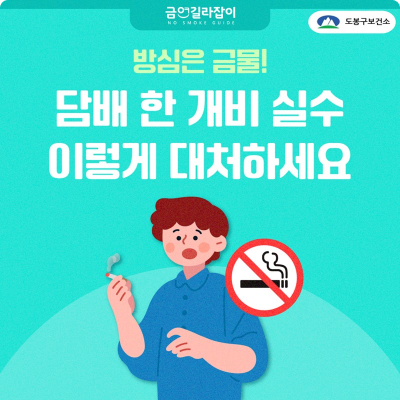 금연길라잡이
NO SMOKE GUIDE
도봉구보건소
방심은 금물!
담배 한 개비 실수
이렇게 대처하세요